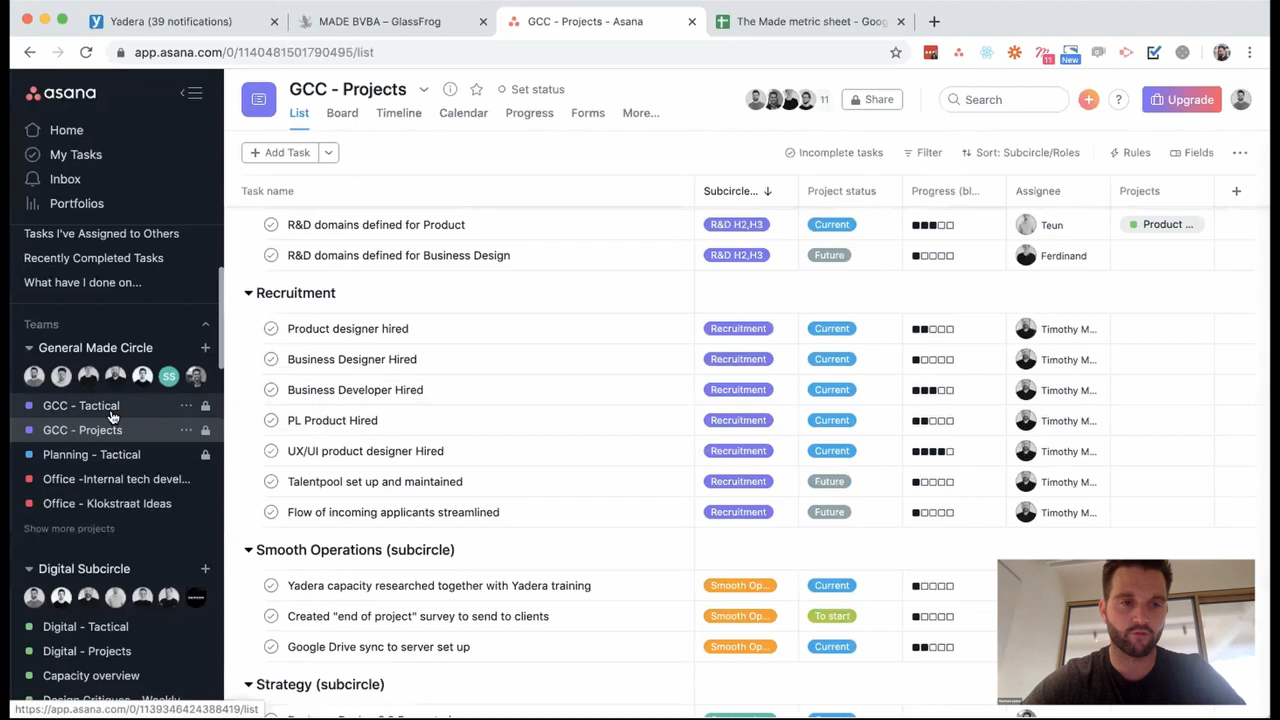 Yadera (39 notifications)
MADE BVBA – GlassFrog
GCC - Projects - Asana
The Made metric sheet - Goog
app.asana.com/0/1140481501790495/list
11
New
asana
Home
My Tasks
Inbox
Portfolios
Tasks I've Assigned to Others
Recently Completed Tasks
What have I done on...
Teams
General Made Circle
SS
GCC - Tactical
GCC - Projects
Planning - Tactical
Office -Internal tech devel...
Office - Klokstraat Ideas
Show more projects
Digital Subcircle
Digital - Tactical
Digital - Projects
Capacity overview
Design Critiques - Weekly
https://app.asana.com/0/1139346424388419/list
GCC - Projects
Set status
11
Share
Search
?
Upgrade
List
Board
Timeline
Calendar
Progress
Forms
More...
+ Add Task
Incomplete tasks
Filter
Sort: Subcircle/Roles
Rules
Fields
Task name
Subcircle...
Project status
Progress (bl...
Assignee
Projects
R&D domains defined for Product
R&D H2,H3
Current
Teun
Product ...
R&D domains defined for Business Design
R&D H2,H3
Future
Ferdinand
Recruitment
Product designer hired
Recruitment
Current
Timothy M...
Business Designer Hired
Recruitment
Current
Timothy M...
Business Developer Hired
Recruitment
Current
Timothy M...
PL Product Hired
Recruitment
Current
Timothy M...
UX/UI product designer Hired
Recruitment
Current
Timothy M...
Talentpool set up and maintained
Recruitment
Future
Timothy M...
Flow of incoming applicants streamlined
Recruitment
Future
Timothy M...
Smooth Operations (subcircle)
Yadera capacity researched together with Yadera training
Smooth Op...
Current
Created "end of project" survey to send to clients
Smooth Op...
To start
Google Drive sync to server set up
Smooth Op...
Current
Strategy (subcircle)